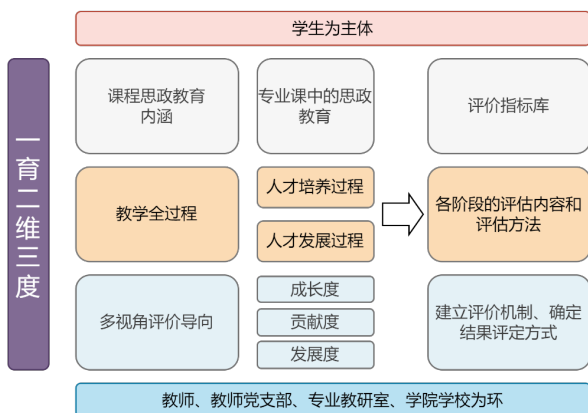 学生为主体
一育二维三度
课程思政教育
内涵
专业课中的思政
教育
评价指标库
教学全过程
人才培养过程
人才发展过程
各阶段的评估内容和
评估方法
多视角评价导向
成长度
贡献度
发展度
建立评价机制、确定
结果评定方式
教师、教师党支部、专业教研室、学院学校为环